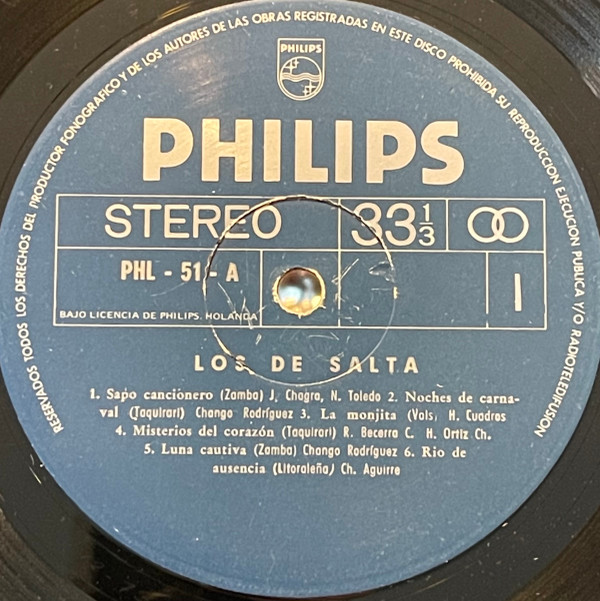 RESERVADOS TODOS LOS DERECHOS DEL PRODUCTOR FONOGRAFICO Y DE LOS AUTORES DE LAS OBRAS REGISTRADAS EN ESTE DISCO PROHIBIDA SU REPRODUCCION EJECUCION PUBLICA Y/O RADIOTELEDIFUSION
PHILIPS
PHILIPS
STEREO 33 1/3
PHL - 51 - A I
BAJO LICENCIA DE PHILIPS. HOLANDA
LOS DE SALTA
1. Sapo cancionero (Zamba) J. Chagra, N. Toledo 2. Noches de carna-
val (Taquirari) Chango Rodríguez 3. La monjita (Vals) H. Cuadros
4. Misterios del corazón (Taquirari) R. Becerra C. H. Ortiz Ch.
5. Luna cautiva (Zamba) Chango Rodríguez 6. Rio de
ausencia (Litoraleña) Ch. Aguirre